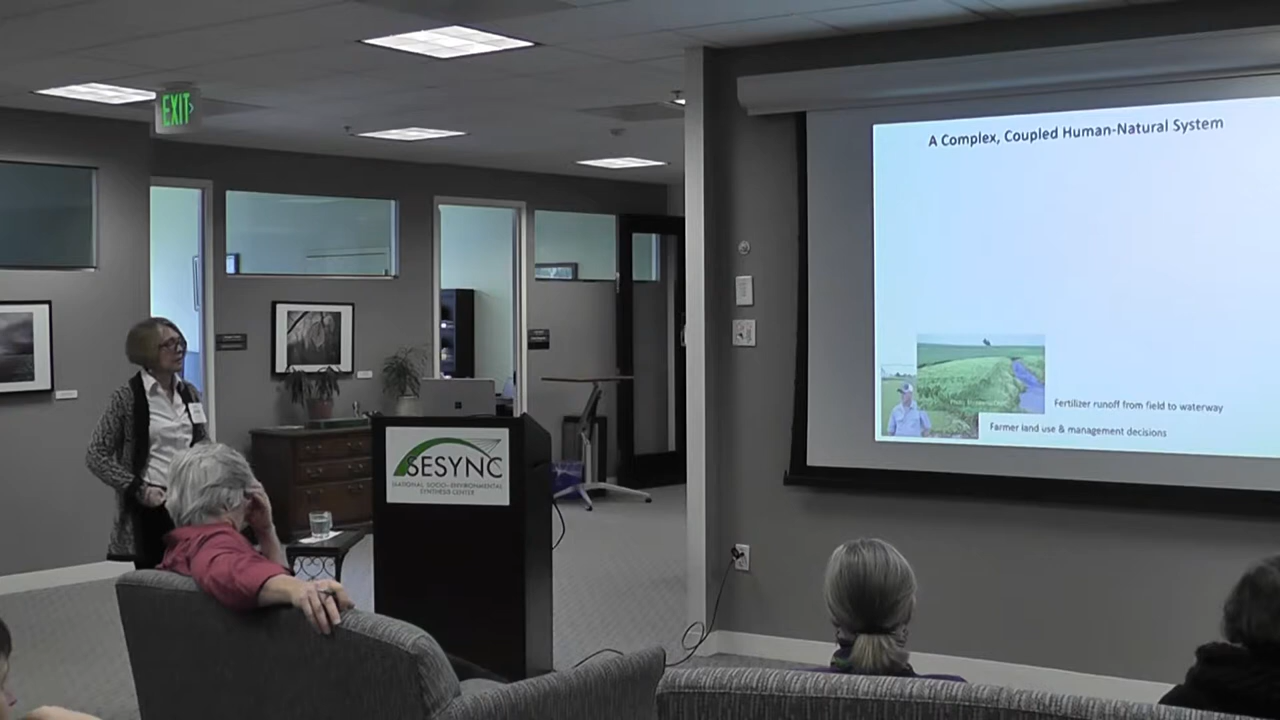 EXIT
A Complex, Coupled Human-Natural System
Fertilizer runoff from field to waterway
Farmer land use & management decisions
SESYNC
NATIONAL SOCIO-ENVIRONMENTAL
SYNTHESIS CENTER